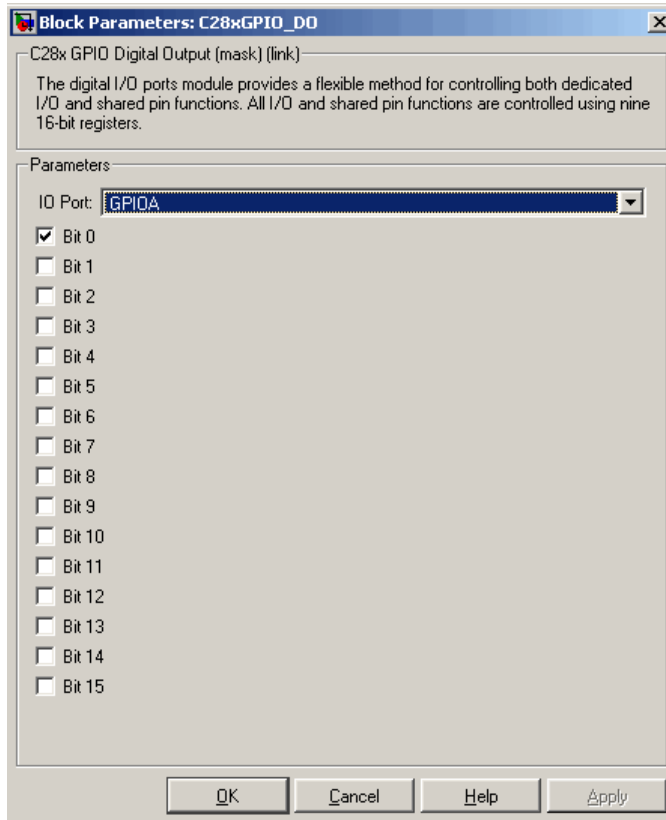 Block Parameters: C28xGPIO_DO
C28x GPIO Digital Output (mask) (link)
The digital I/O ports module provides a flexible method for controlling both dedicated
I/O and shared pin functions. All I/O and shared pin functions are controlled using nine
16-bit registers.
Parameters
IO Port: GPIOA
Bit 0
Bit 1
Bit 2
Bit 3
Bit 4
Bit 5
Bit 6
Bit 7
Bit 8
Bit 9
Bit 10
Bit 11
Bit 12
Bit 13
Bit 14
Bit 15
OK Cancel Help Apply